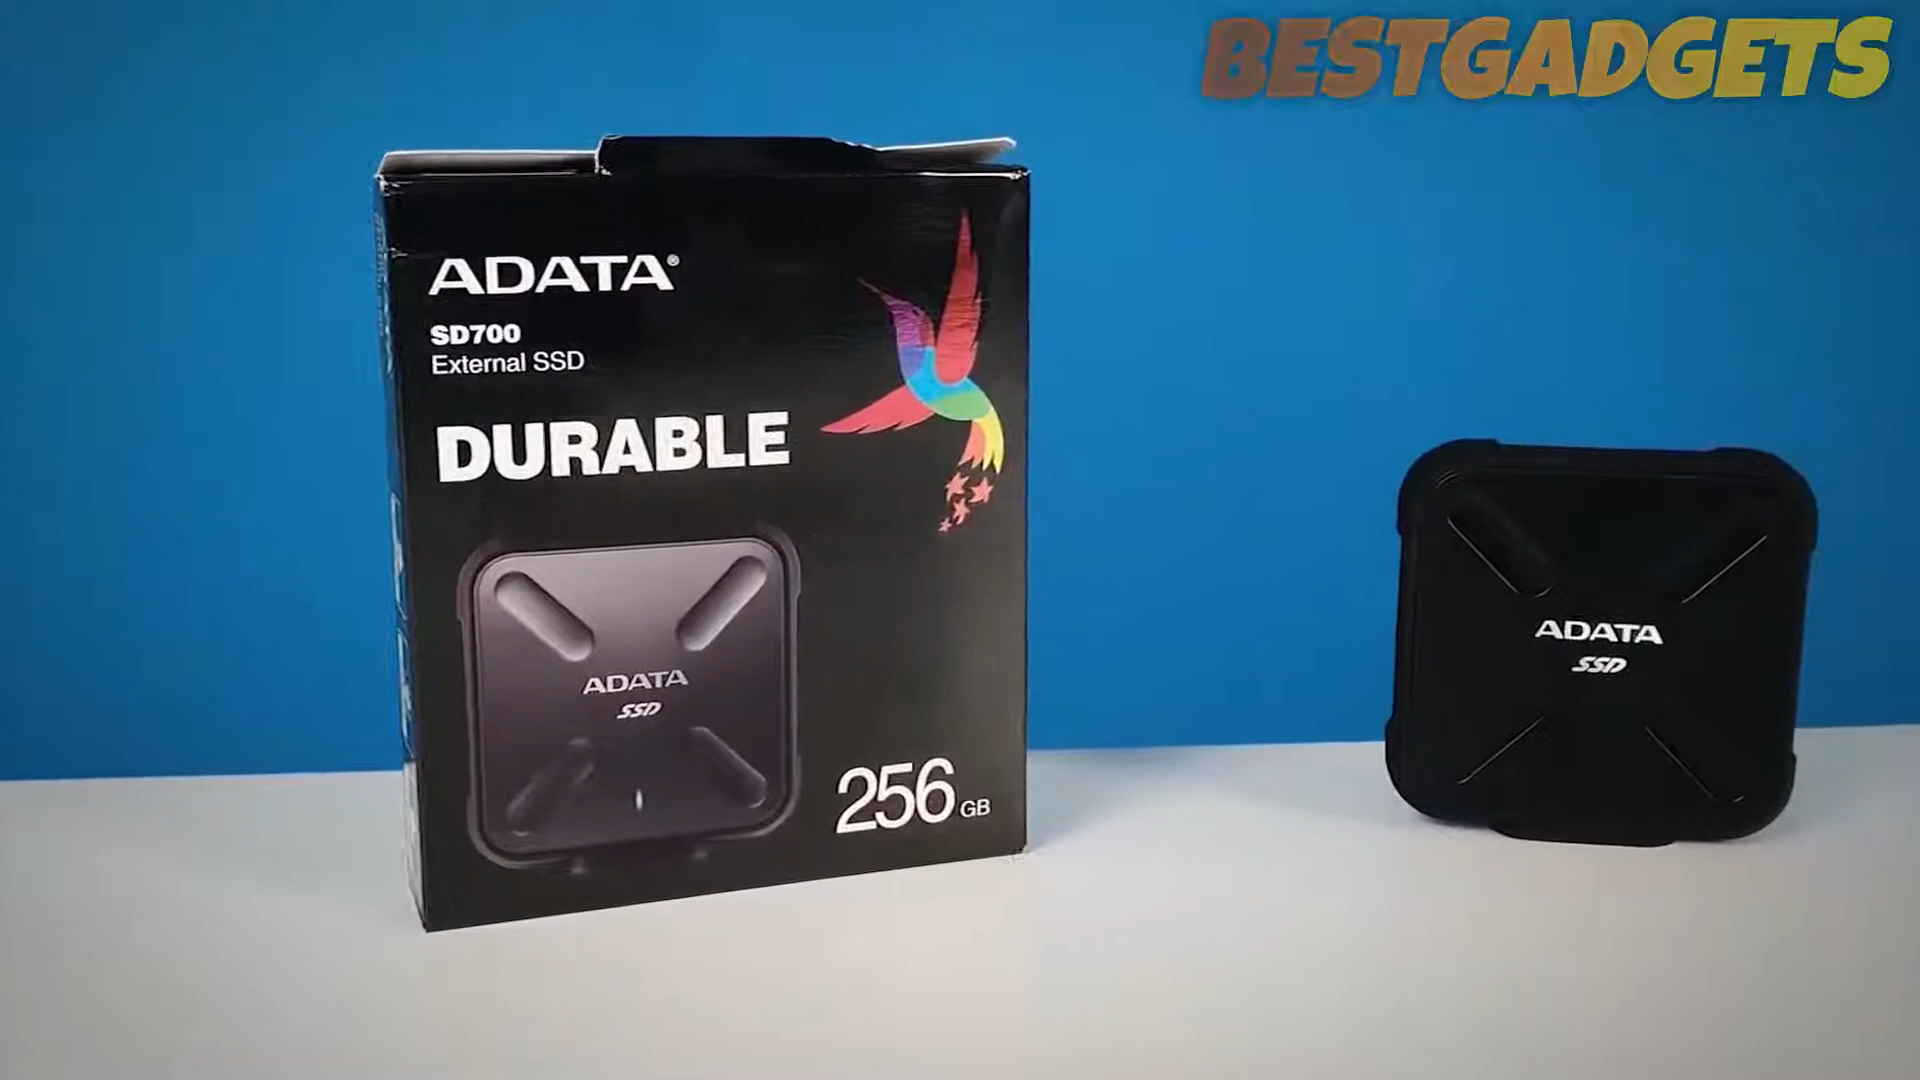 BESTGADGETS
ADATA®
SD700
External SSD
DURABLE
ADATA
SSD
256 GB
ADATA
SSD